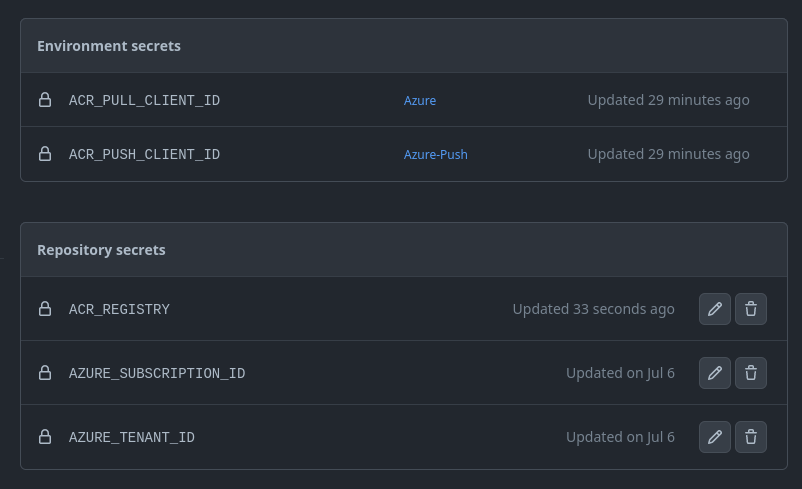 Environment secrets
ACR_PULL_CLIENT_ID Azure Updated 29 minutes ago
ACR_PUSH_CLIENT_ID Azure-Push Updated 29 minutes ago
Repository secrets
ACR_REGISTRY Updated 33 seconds ago
AZURE_SUBSCRIPTION_ID Updated on Jul 6
AZURE_TENANT_ID Updated on Jul 6